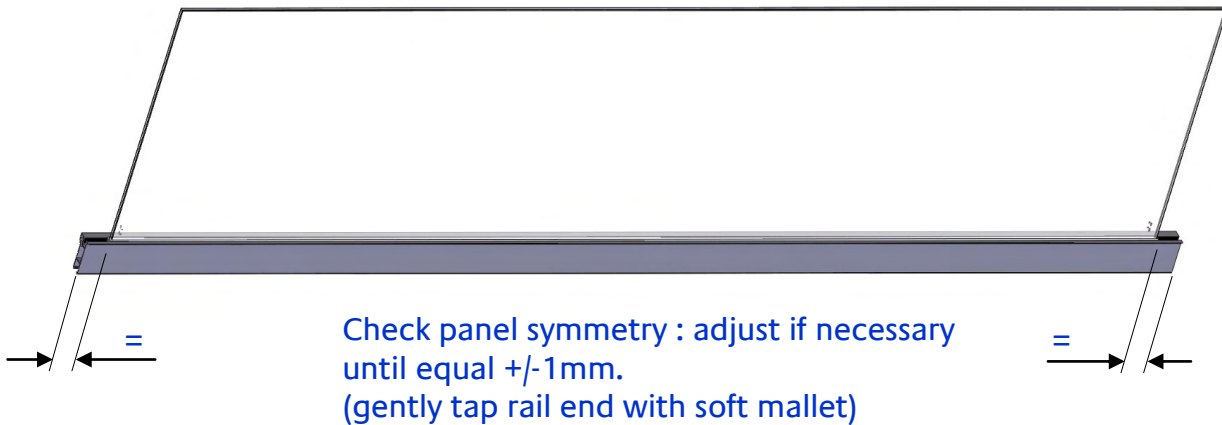 = =
Check panel symmetry : adjust if necessary
until equal +/-1mm.
(gently tap rail end with soft mallet)